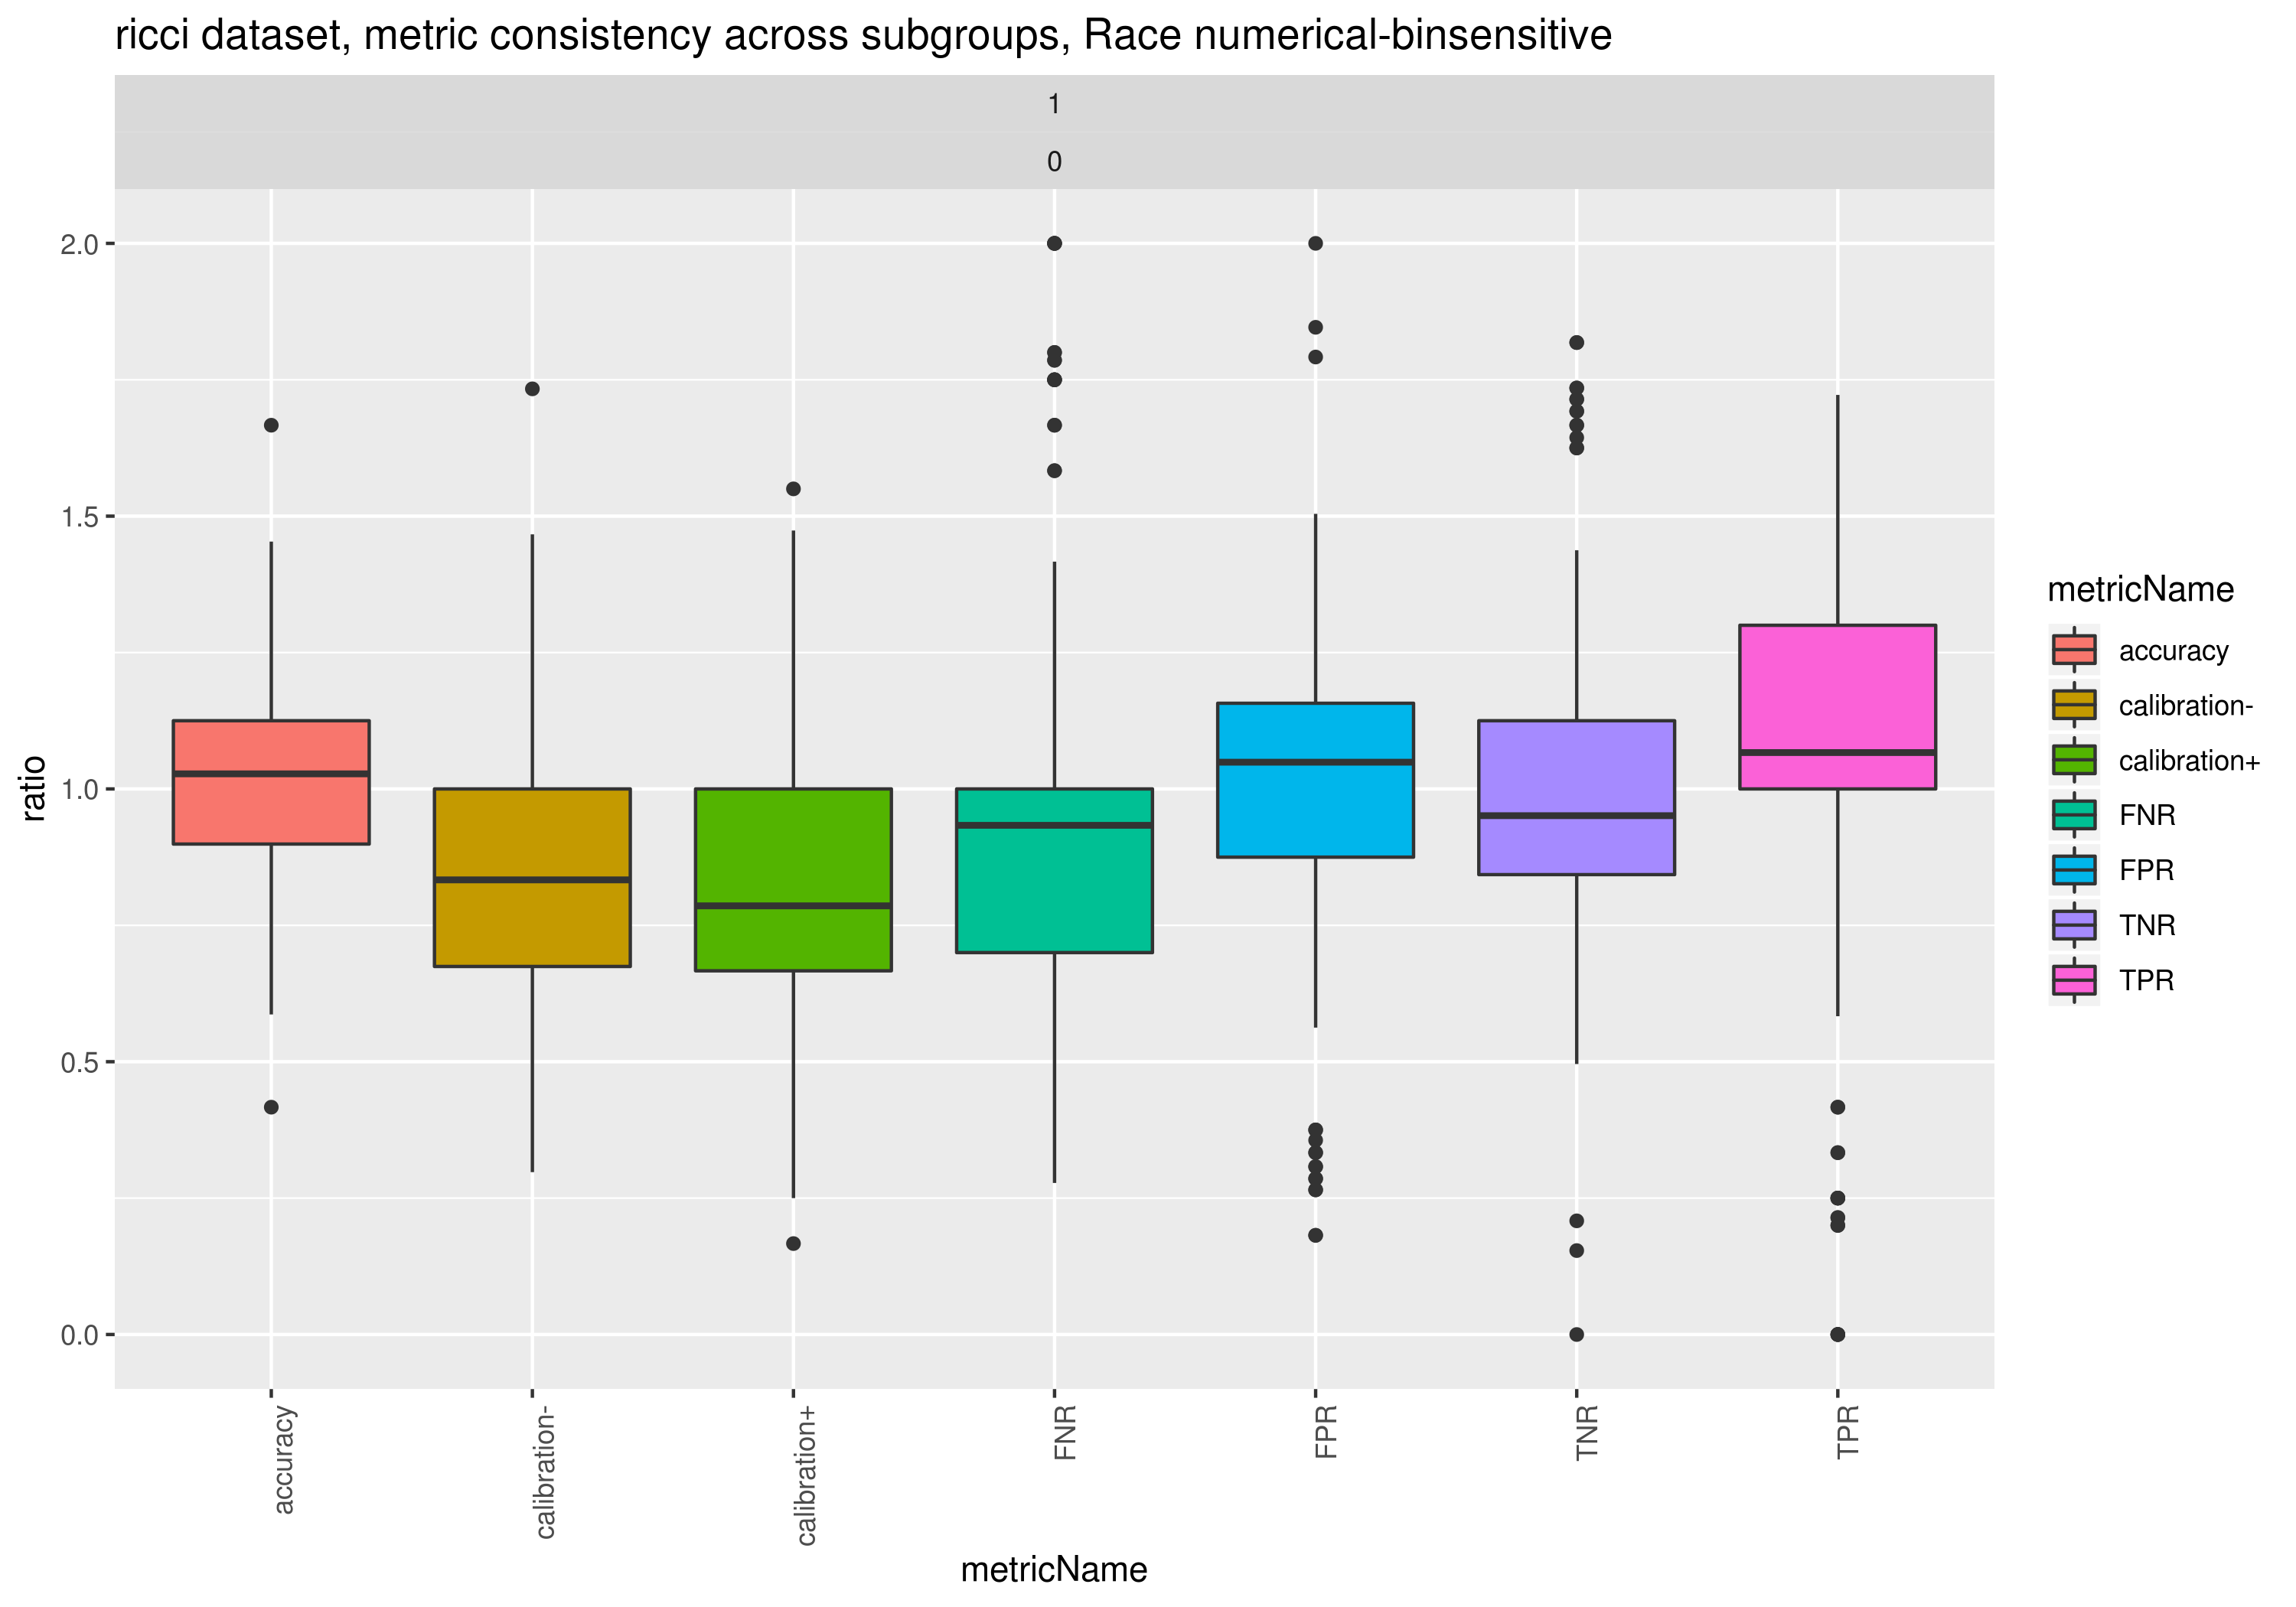 ricci dataset, metric consistency across subgroups, Race numerical-binsensitive
1
0
2.0
1.5
1.0
0.5
0.0
ratio
accuracy
calibration-
calibration+
FNR
FPR
TNR
TPR
metricName
metricName
accuracy
calibration-
calibration+
FNR
FPR
TNR
TPR